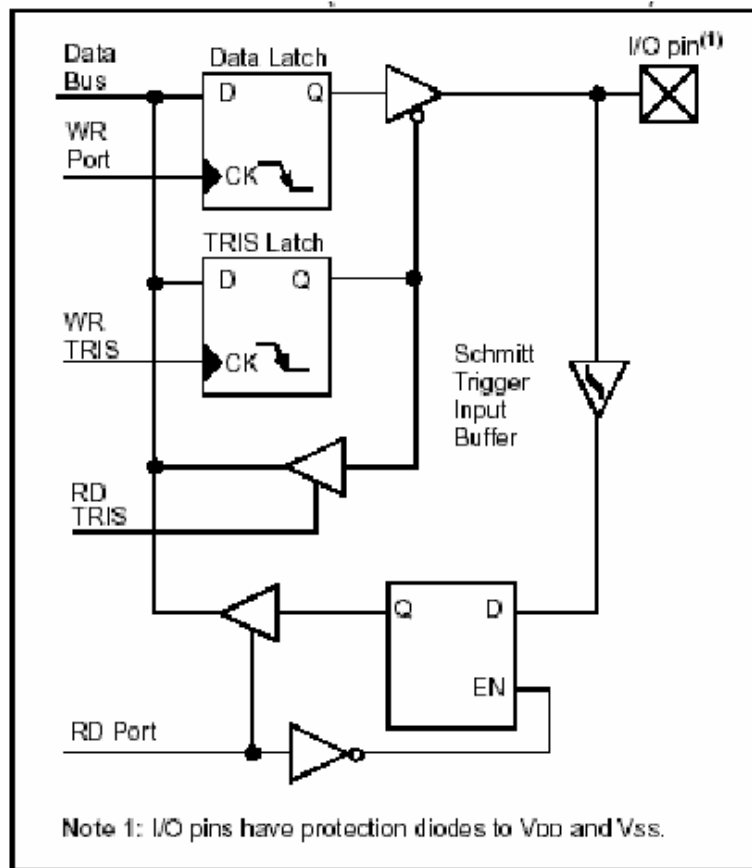 Data Bus
Data Latch
I/O pin(1)
D Q
WR Port
CK
TRIS Latch
D Q
WR TRIS
CK
Schmitt
Trigger
Input
Buffer
RD
TRIS
Q D
EN
RD Port
Note 1: I/O pins have protection diodes to VDD and VSS.